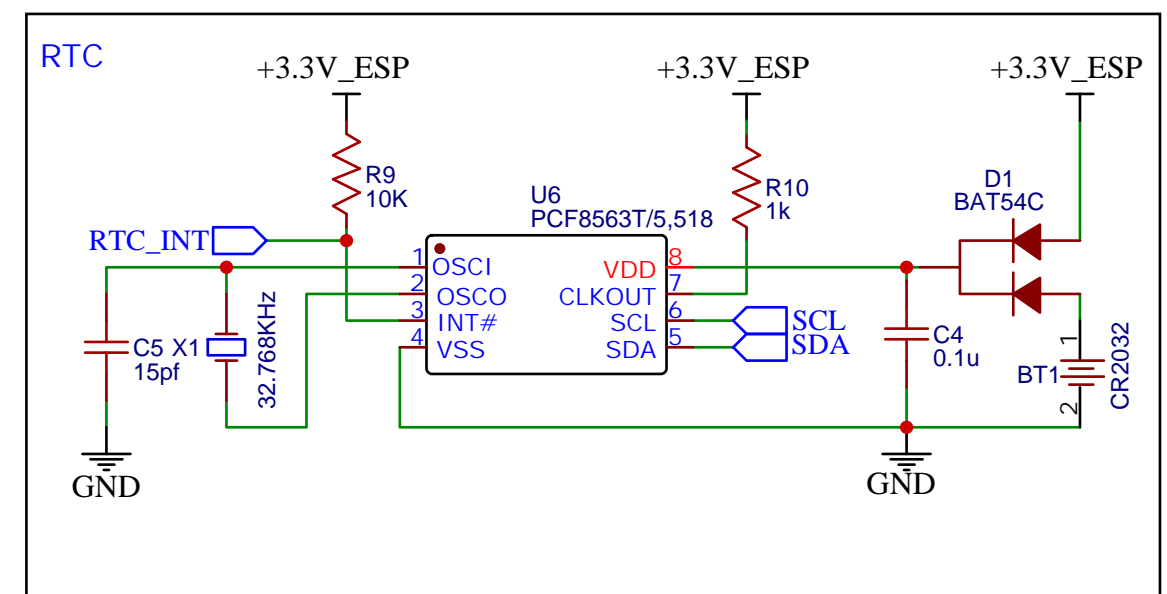 RTC
+3.3V_ESP
+3.3V_ESP
+3.3V_ESP
R9
10K
R10
1k
D1
BAT54C
U6
PCF8563T/5,518
RTC_INT
1
OSCI
2
OSCO
3
INT#
4
VSS
8
VDD
7
CLKOUT
6
SCL
5
SDA
SCL
SDA
C5
15pf
X1
32.768KHz
C4
0.1u
BT1
1
2
CR2032
GND
GND